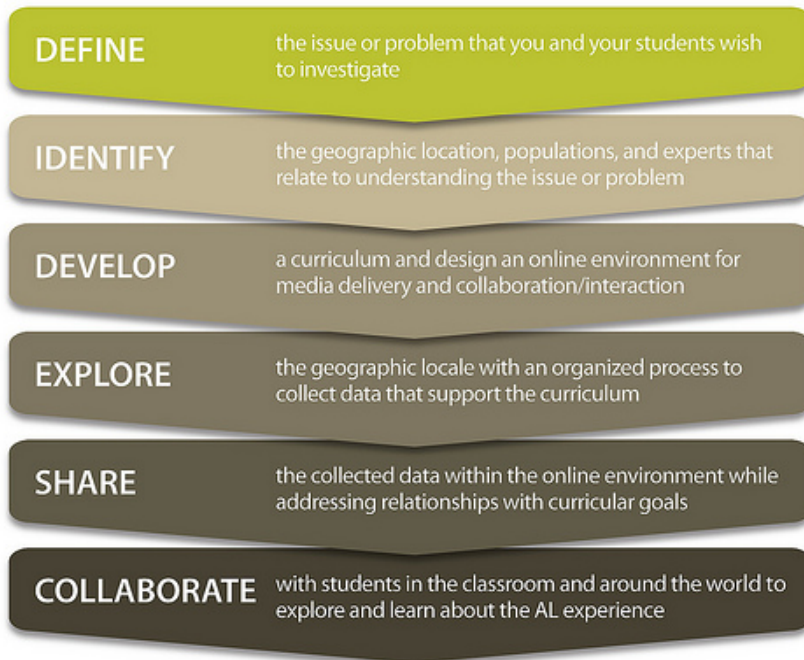 DEFINE
the issue or problem that you and your students wish
to investigate
IDENTIFY
the geographic location, populations, and experts that
relate to understanding the issue or problem
DEVELOP
a curriculum and design an online environment for
media delivery and collaboration/interaction
EXPLORE
the geographic locale with an organized process to
collect data that support the curriculum
SHARE
the collected data within the online environment while
addressing relationships with curricular goals
COLLABORATE
with students in the classroom and around the world to
explore and learn about the AL experience